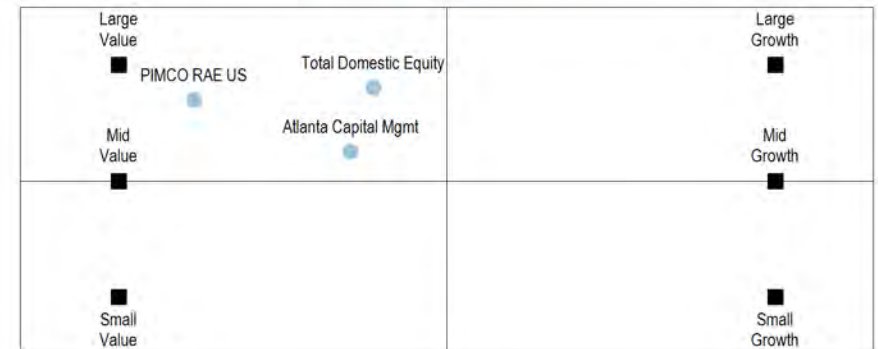 Large
Value
Large
Growth
PIMCO RAE US
Total Domestic Equity
Atlanta Capital Mgmt
Mid
Value
Mid
Growth
Small
Value
Small
Growth